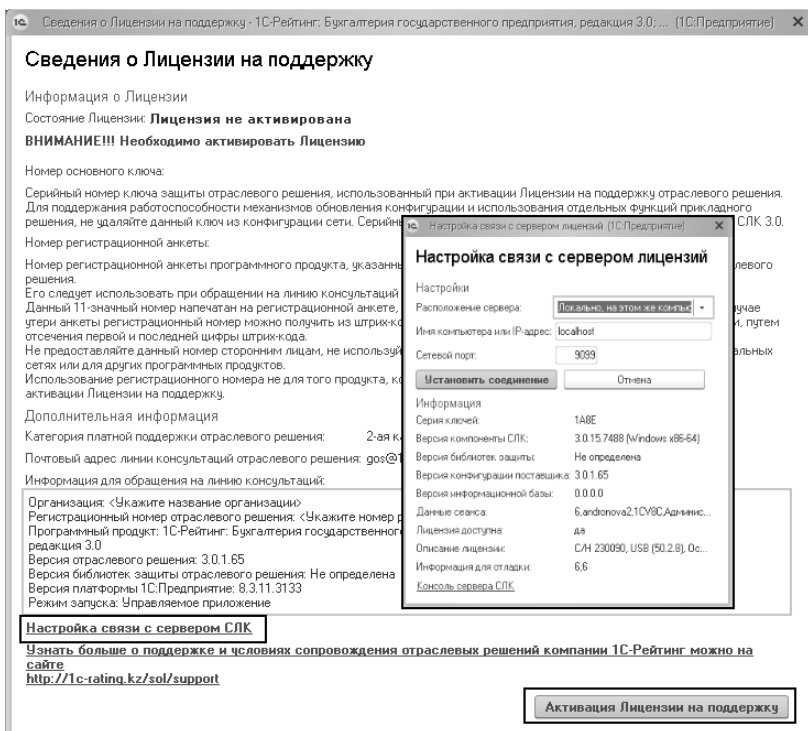 Сведения о Лицензии на поддержку - 1С-Рейтинг: Бухгалтерия государственного предприятия, редакция 3.0; ... (1С:Предприятие)
Сведения о Лицензии на поддержку
Информация о Лицензии
Состояние Лицензии: Лицензия не активирована
ВНИМАНИЕ!!! Необходимо активировать Лицензию
Номер основного ключа:
Серийный номер ключа защиты отраслевого решения, использованный при активации Лицензии на поддержку отраслевого решения.
Для поддержания работоспособности механизмов обновления конфигурации и использования отдельных функций прикладного
решения, не удаляйте данный ключ из конфигурации сети. Серийн СЛК 3.0.
Номер регистрационной анкеты:
Номер регистрационной анкеты программного продукта, указанны левого
решения.
Его следует использовать при обращении на линию консультаций
Данный 11-значный номер напечатан на регистрационной анкете, учае
утери анкеты регистрационный номер можно получить из штрих-ко и, путем
отсечения первой и последней цифры штрих-кода.
Не предоставляйте данный номер сторонним лицам, не используй альных
сетях или для других программных продуктов.
Использование регистрационного номера не для того продукта, ко
активации Лицензии на поддержку.
Дополнительная информация
Категория платной поддержки отраслевого решения: 2-ая к
Почтовый адрес линии консультаций отраслевого решения: gos@1
Информация для обращения на линию консультаций:
Организация: <Укажите название организации>
Регистрационный номер отраслевого решения: <Укажите номер р
Программный продукт: 1С-Рейтинг: Бухгалтерия государственного
редакция 3.0
Версия отраслевого решения: 3.0.1.65
Версия библиотек защиты отраслевого решения: Не определена
Версия платформы 1С:Предприятие: 8.3.11.3133
Режим запуска: Управляемое приложение
Настройка связи с сервером СЛК
Узнать больше о поддержке и условиях сопровождения отраслевых решений компании 1С-Рейтинг можно на
сайте
http://1c-rating.kz/sol/support
Активация Лицензии на поддержку
Настройка связи с сервером лицензий (1С:Предприятие)
Настройка связи с сервером лицензий
Настройки
Расположение сервера: Локально, на этом же компьк
Имя компьютера или IP-адрес: localhost
Сетевой порт: 9099
Установить соединение Отмена
Информация
Серия ключей: 1A8E
Версия компоненты СЛК: 3.0.15.7488 (Windows x86-64)
Версия библиотек защиты: Не определена
Версия конфигурации поставщика: 3.0.1.65
Версия информационной базы: 0.0.0.0
Данные сеанса: 6,andronova2,1CV8C,Админис...
Лицензия доступна: да
Описание лицензии: С/Н 230090, USB (50.2.8), Ос...
Информация для отладки: 6;6
Консоль сервера СЛК